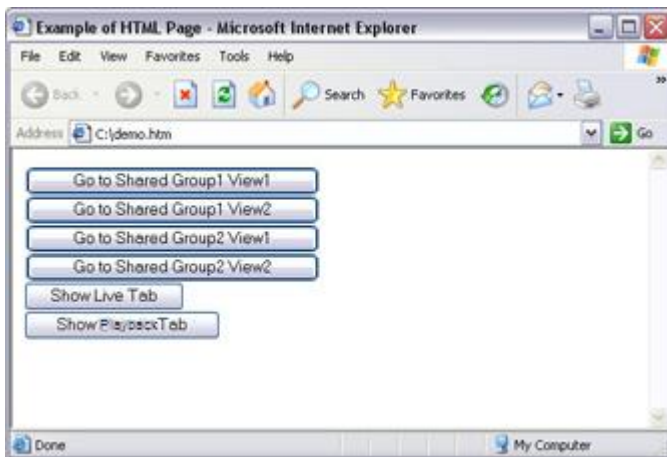 Example of HTML Page - Microsoft Internet Explorer
File Edit View Favorites Tools Help
Back Search Favorites »
Address C:\demo.htm Go
Go to Shared Group1 View1
Go to Shared Group1 View2
Go to Shared Group2 View1
Go to Shared Group2 View2
Show Live Tab
Show Playback Tab
Done My Computer